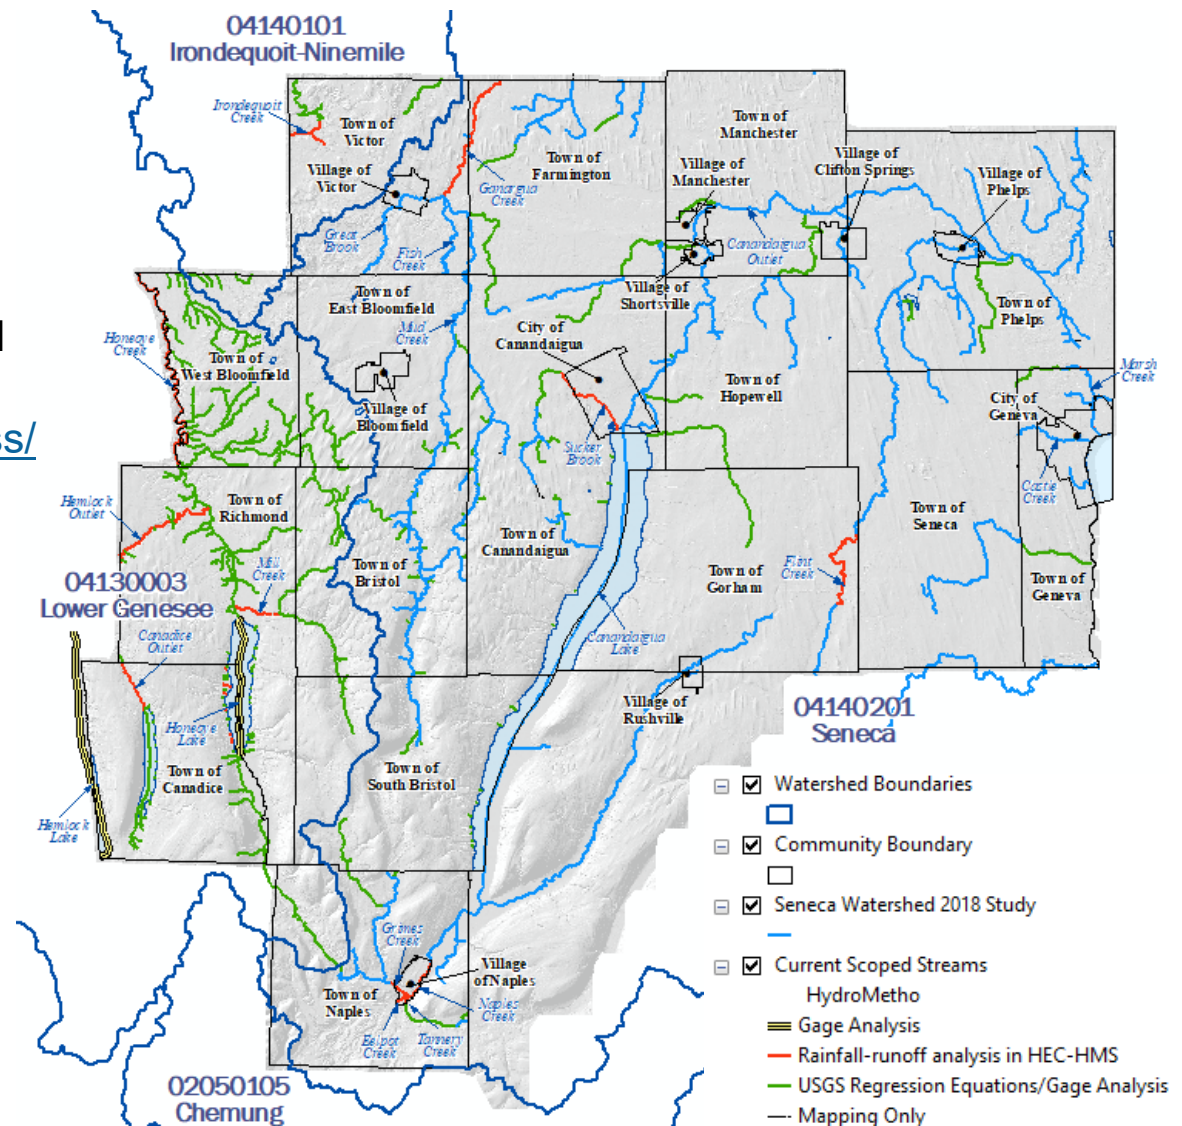 04140101
Irondequoit-Ninemile
Irondequoit
Creek
Town of
Victor
Village of
Victor
Great
Brook
Fish
Creek
Ganargua
Creek
Town of
Farmington
Town of
Manchester
Village of
Manchester
Village of
Clifton Springs
Village of
Phelps
Canandaigua
Outlet
Village of
Shortsville
Town of
Phelps
Town of
East Bloomfield
Mud
Creek
City of
Canandaigua
Honeoye
Creek
Town of
West Bloomfield
Village of
Bloomfield
Town of
Hopewell
Marsh
Creek
City of
Geneva
ss/
Sucker
Brook
Castle
Creek
Hemlock
Outlet
Town of
Richmond
Town of
Canandaigua
Town of
Seneca
Mill
Creek
Town of
Bristol
Town of
Gorham
Flint
Creek
Town of
Geneva
04130003
Lower Genesee
Canadice
Outlet
Canandaigua
Lake
Village of
Rushville
04140201
Seneca
Honeoye
Lake
Town of
Canadice
Town of
South Bristol
Hemlock
Lake
Grimes
Creek
Village
of Naples
Town of
Naples
Naples
Creek
Eelpot
Creek
Tannery
Creek
02050105
Chemung
Watershed Boundaries
Community Boundary
Seneca Watershed 2018 Study
Current Scoped Streams
HydroMetho
Gage Analysis
Rainfall-runoff analysis in HEC-HMS
USGS Regression Equations/Gage Analysis
Mapping Only